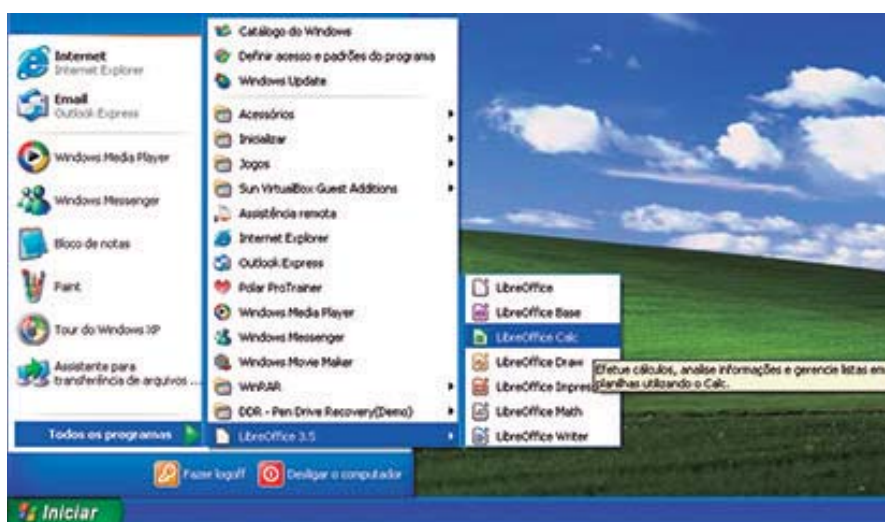 Internet
Internet Explorer
Email
Outlook Express
Windows Media Player
Windows Messenger
Bloco de notas
Paint
Tour do Windows XP
Assistente para
transferência de arquivos ...
Todos os programas
Catálogo do Windows
Definir acesso e padrões do programa
Windows Update
Acessórios
Inicializar
Jogos
Sun VirtualBox Guest Additions
Assistência remota
Internet Explorer
Outlook Express
Polar ProTrainer
Windows Media Player
Windows Messenger
Windows Movie Maker
WinRAR
DDR - Pen Drive Recovery(Demo)
LibreOffice 3.5
LibreOffice
LibreOffice Base
LibreOffice Calc
LibreOffice Draw
LibreOffice Impres
LibreOffice Math
LibreOffice Writer
Efetue cálculos, analise informações e gerencie listas em
planilhas utilizando o Calc.
Fazer logoff
Desligar o computador
Iniciar